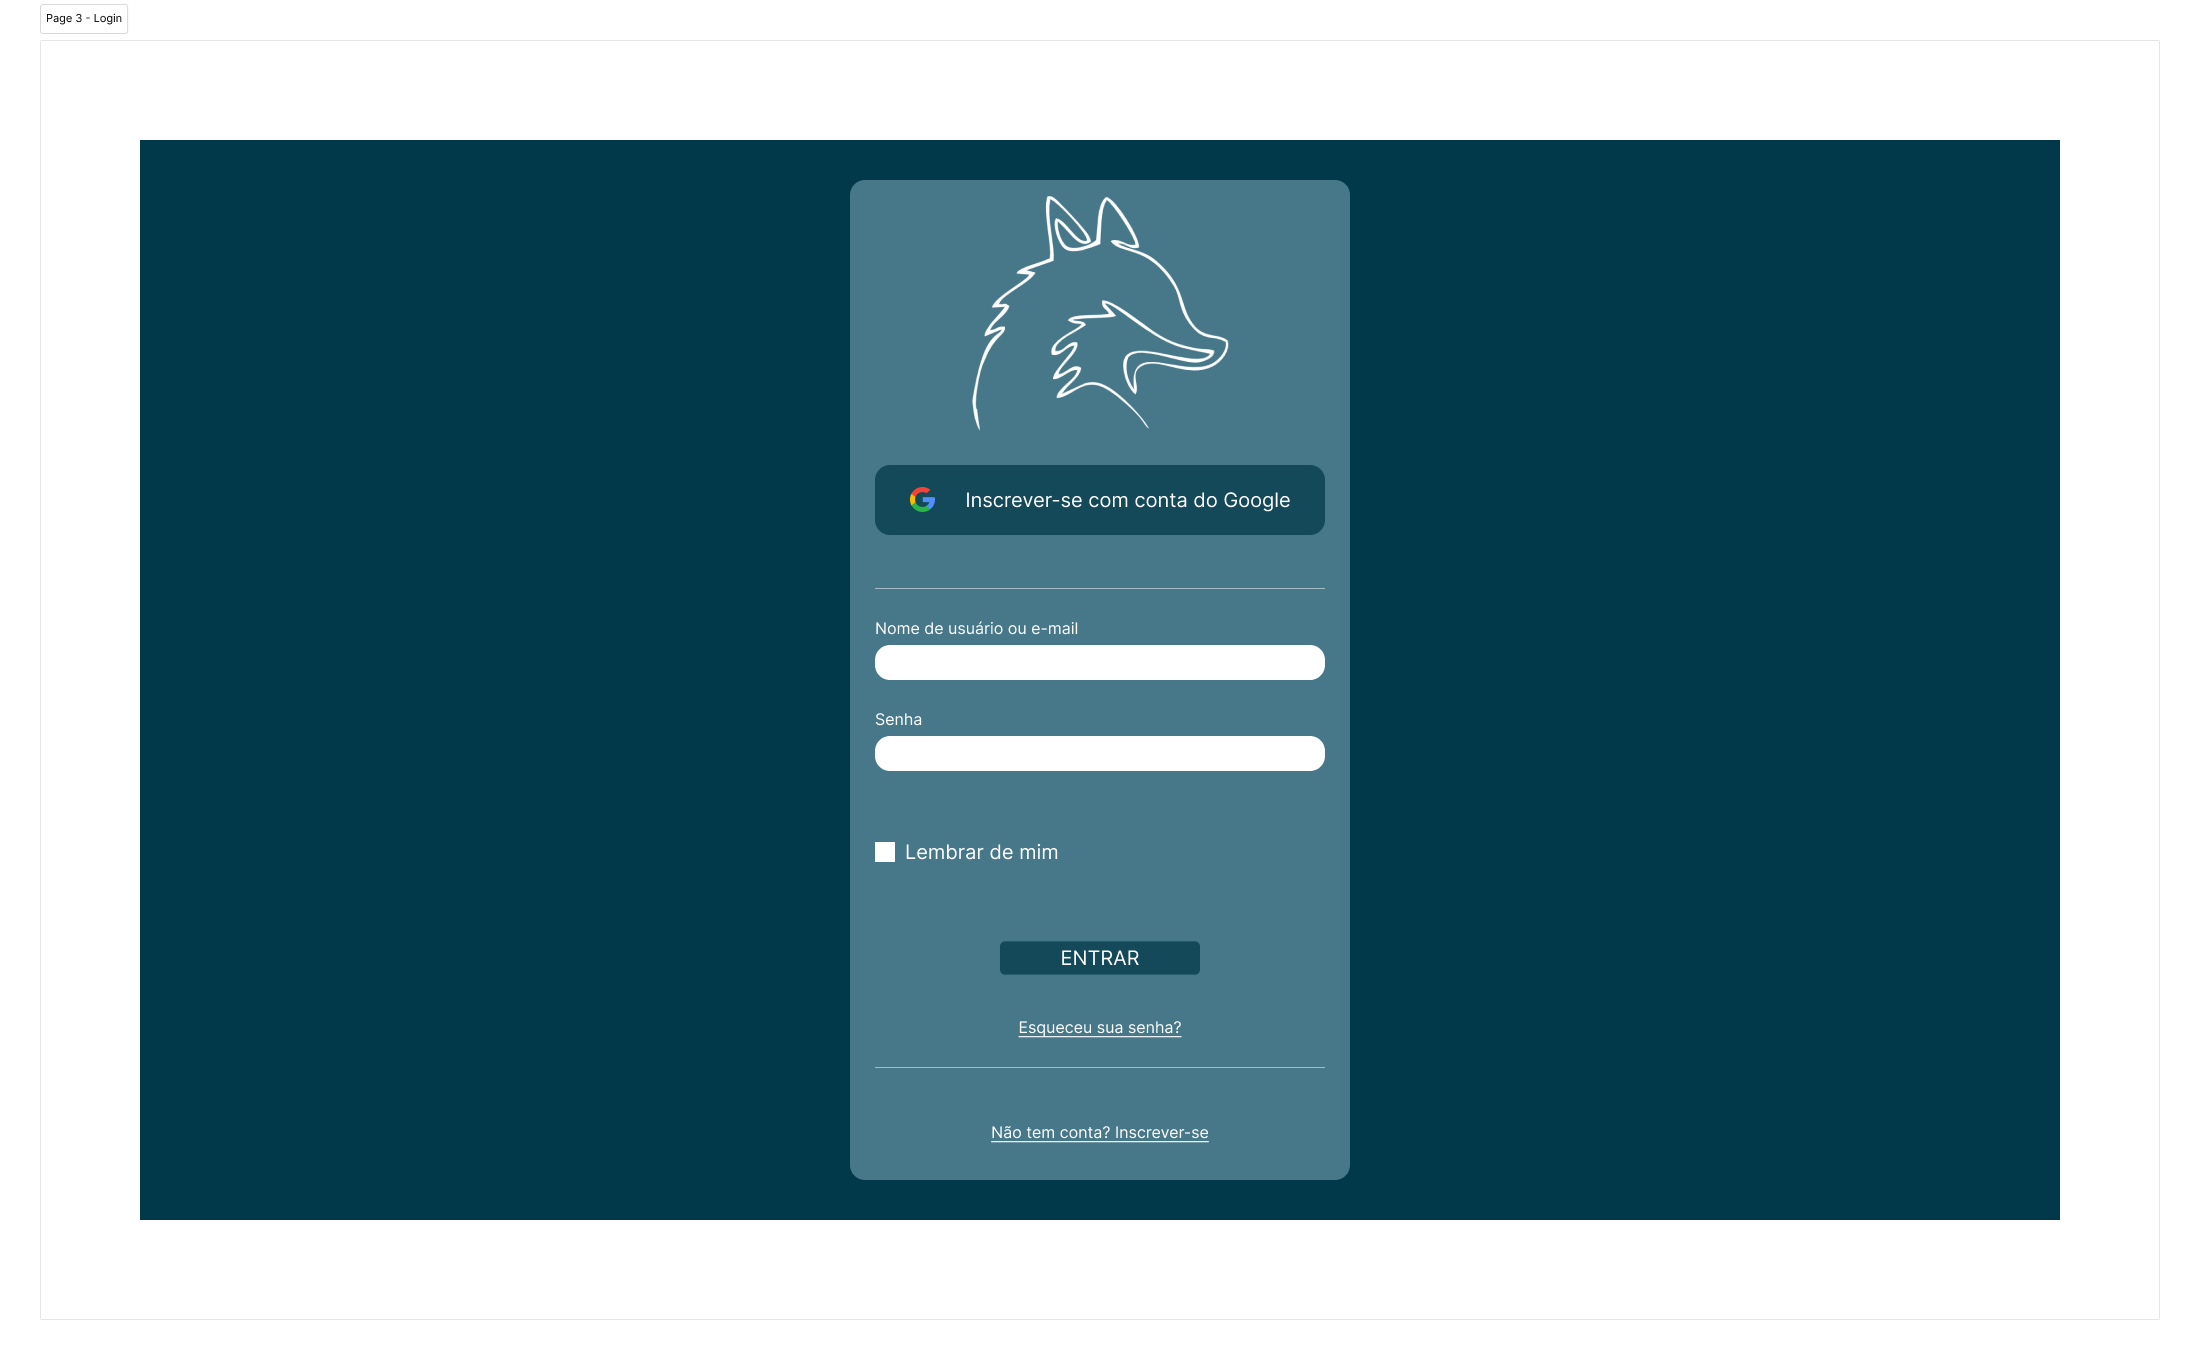 Page 3 - Login
Inscrever-se com conta do Google
Nome de usuário ou e-mail
Senha
Lembrar de mim
ENTRAR
Esqueceu sua senha?
Não tem conta? Inscrever-se